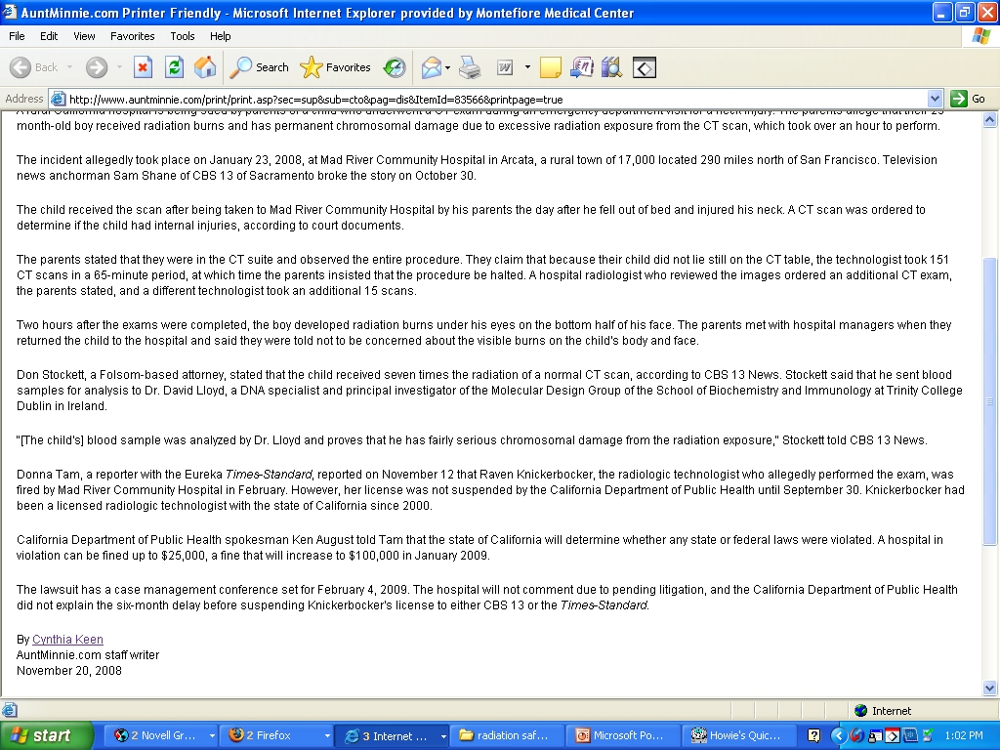 AuntMinnie.com Printer Friendly - Microsoft Internet Explorer provided by Montefiore Medical Center
File Edit View Favorites Tools Help
Back Search Favorites
Address http://www.auntminnie.com/print/print.asp?sec=sup&sub=cto&pag=dis&ItemId=83566&printpage=true Go
A rural California hospital is being sued by parents of a child who underwent a CT exam during an emergency department visit for a neck injury. The parents allege that their 23-
month-old boy received radiation burns and has permanent chromosomal damage due to excessive radiation exposure from the CT scan, which took over an hour to perform.
The incident allegedly took place on January 23, 2008, at Mad River Community Hospital in Arcata, a rural town of 17,000 located 290 miles north of San Francisco. Television
news anchorman Sam Shane of CBS 13 of Sacramento broke the story on October 30.
The child received the scan after being taken to Mad River Community Hospital by his parents the day after he fell out of bed and injured his neck. A CT scan was ordered to
determine if the child had internal injuries, according to court documents.
The parents stated that they were in the CT suite and observed the entire procedure. They claim that because their child did not lie still on the CT table, the technologist took 151
CT scans in a 65-minute period, at which time the parents insisted that the procedure be halted. A hospital radiologist who reviewed the images ordered an additional CT exam,
the parents stated, and a different technologist took an additional 15 scans.
Two hours after the exams were completed, the boy developed radiation burns under his eyes on the bottom half of his face. The parents met with hospital managers when they
returned the child to the hospital and said they were told not to be concerned about the visible burns on the child's body and face.
Don Stockett, a Folsom-based attorney, stated that the child received seven times the radiation of a normal CT scan, according to CBS 13 News. Stockett said that he sent blood
samples for analysis to Dr. David Lloyd, a DNA specialist and principal investigator of the Molecular Design Group of the School of Biochemistry and Immunology at Trinity College
Dublin in Ireland.
"[The child's] blood sample was analyzed by Dr. Lloyd and proves that he has fairly serious chromosomal damage from the radiation exposure," Stockett told CBS 13 News.
Donna Tam, a reporter with the Eureka Times-Standard, reported on November 12 that Raven Knickerbocker, the radiologic technologist who allegedly performed the exam, was
fired by Mad River Community Hospital in February. However, her license was not suspended by the California Department of Public Health until September 30. Knickerbocker had
been a licensed radiologic technologist with the state of California since 2000.
California Department of Public Health spokesman Ken August told Tam that the state of California will determine whether any state or federal laws were violated. A hospital in
violation can be fined up to $25,000, a fine that will increase to $100,000 in January 2009.
The lawsuit has a case management conference set for February 4, 2009. The hospital will not comment due to pending litigation, and the California Department of Public Health
did not explain the six-month delay before suspending Knickerbocker's license to either CBS 13 or the Times-Standard.
By Cynthia Keen
AuntMinnie.com staff writer
November 20, 2008
Internet
start 2 Novell Gr... 2 Firefox 3 Internet ... radiation saf... Microsoft Po... Howie's Quic... 1:02 PM